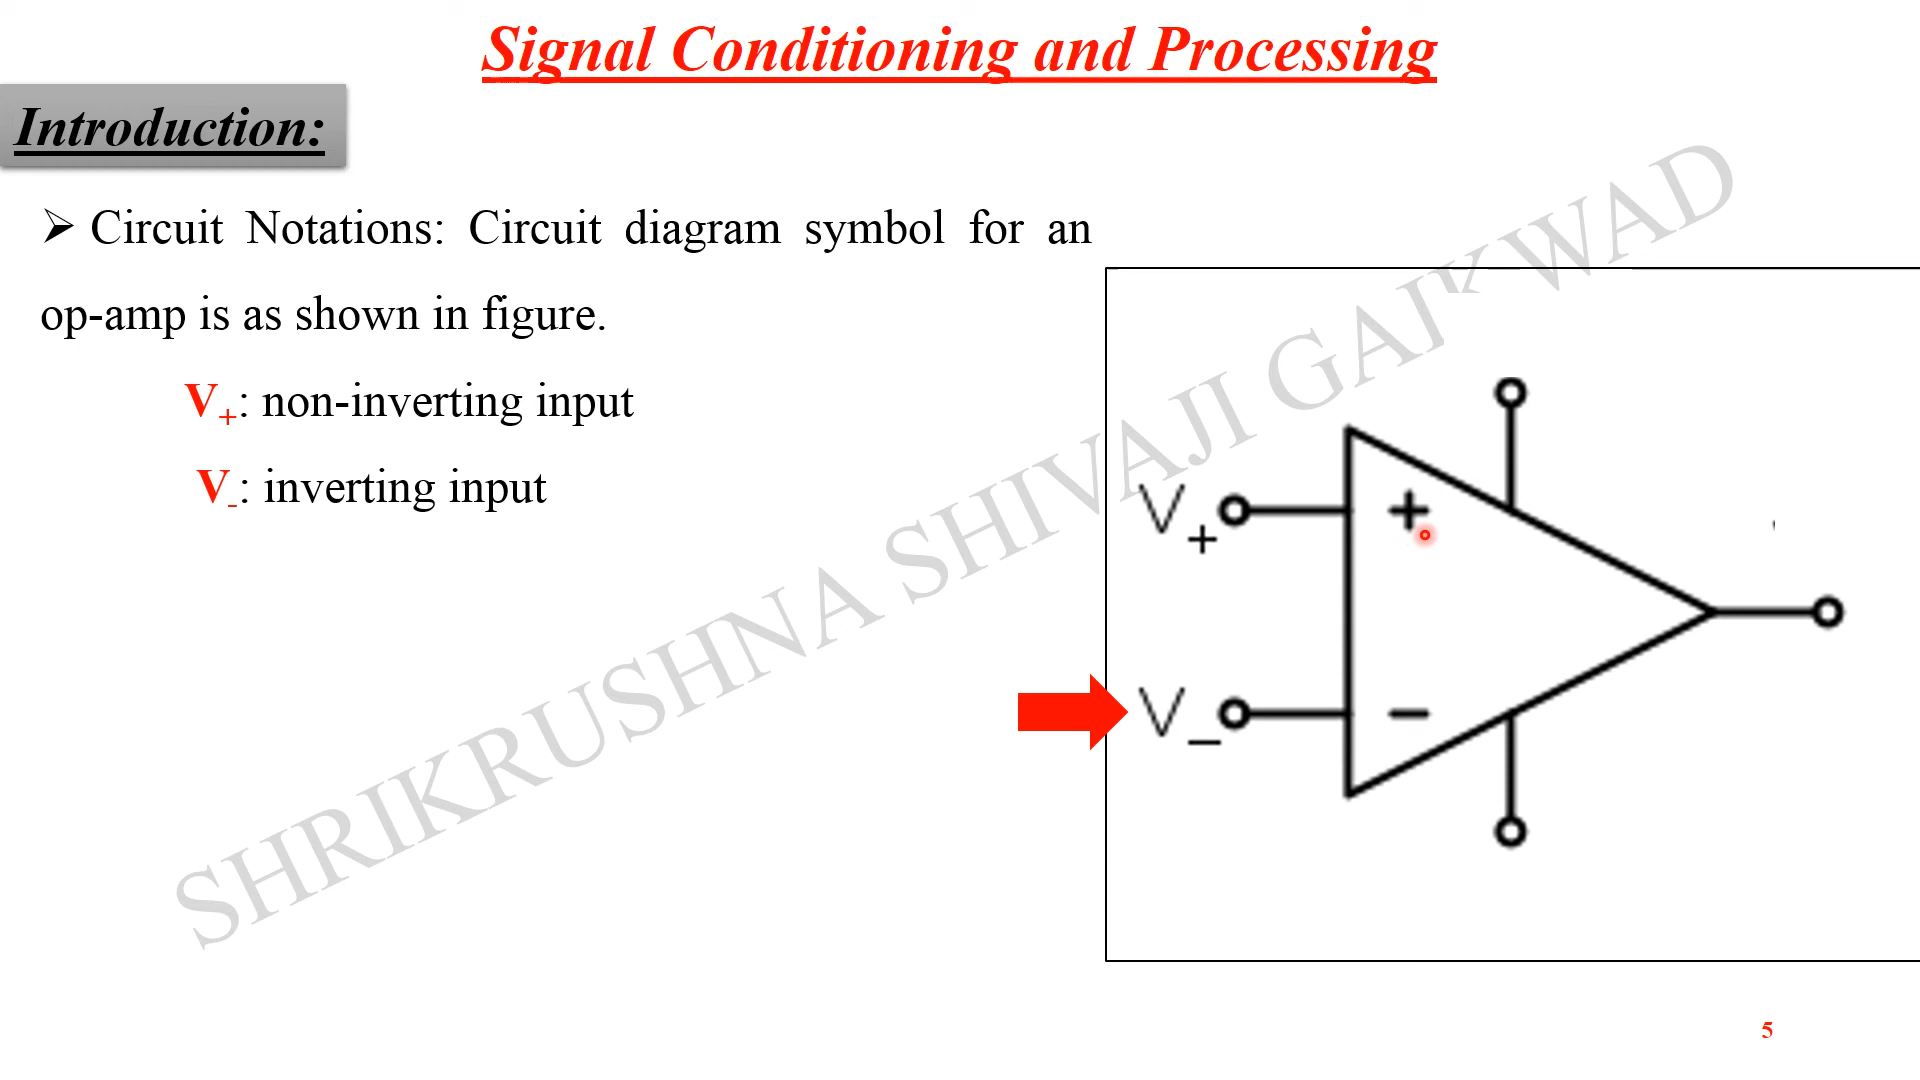 Signal Conditioning and Processing
Introduction:
➢ Circuit Notations: Circuit diagram symbol for an
op-amp is as shown in figure.
V+: non-inverting input
V-: inverting input
SHRIKRUSHNA SHIVAJI GAIKWAD
V+
+
V−
−
5